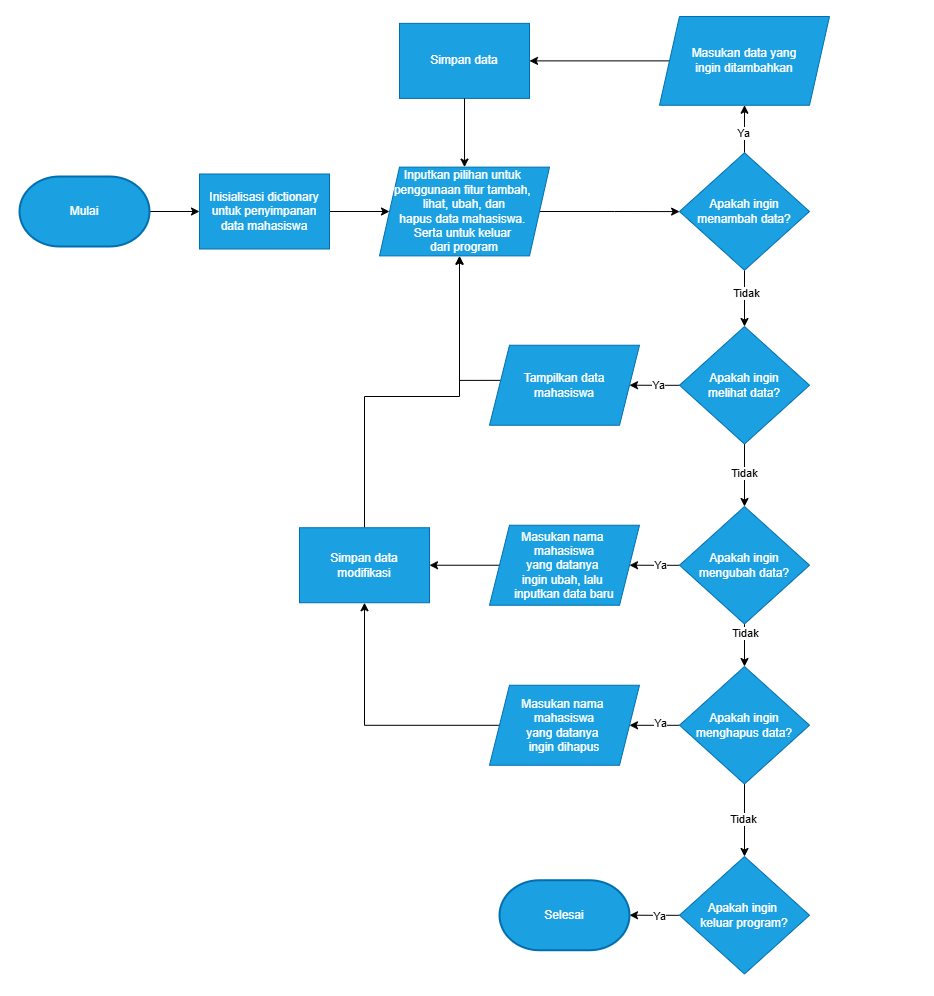 Simpan data
Masukan data yang
ingin ditambahkan
Ya
Mulai
Inisialisasi dictionary
untuk penyimpanan
data mahasiswa
Inputkan pilihan untuk
penggunaan fitur tambah,
lihat, ubah, dan
hapus data mahasiswa.
Serta untuk keluar
dari program
Apakah ingin
menambah data?
Tidak
Tampilkan data
mahasiswa
Ya
Apakah ingin
melihat data?
Tidak
Simpan data
modifikasi
Masukan nama
mahasiswa
yang datanya
ingin ubah, lalu
inputkan data baru
Ya
Apakah ingin
mengubah data?
Tidak
Masukan nama
mahasiswa
yang datanya
ingin dihapus
Ya
Apakah ingin
menghapus data?
Tidak
Selesai
Ya
Apakah ingin
keluar program?